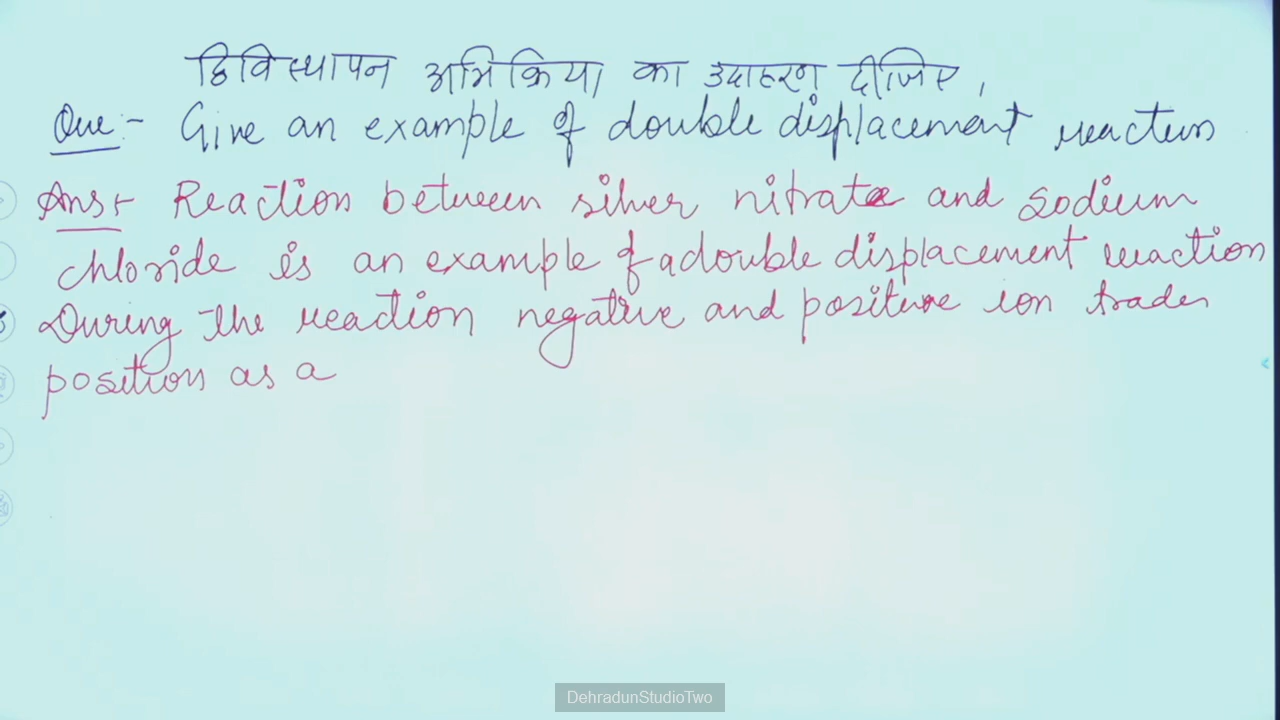 द्विविस्थापन अभिक्रिया का उदाहरण दीजिए,
Que:- Give an example of double displacement reaction
Ans:- Reaction between silver nitrate and Sodium
chloride is an example of a double displacement reaction
During the reaction negative and positive ion trades
position as a
DehradunStudioTwo